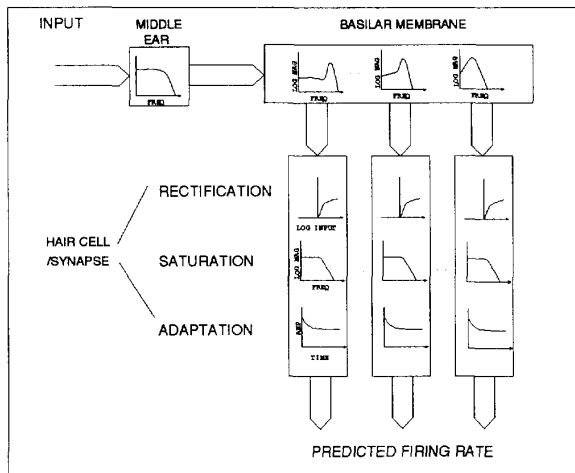 INPUT
MIDDLE
EAR
FREQ
BASILAR MEMBRANE
LOG MAG
FREQ
LOG MAG
FREQ
LOG MAG
FREQ
HAIR CELL
/SYNAPSE
RECTIFICATION
LOG INPUT
SATURATION
LOG MAG
FREQ
ADAPTATION
AMP
TIME
PREDICTED FIRING RATE